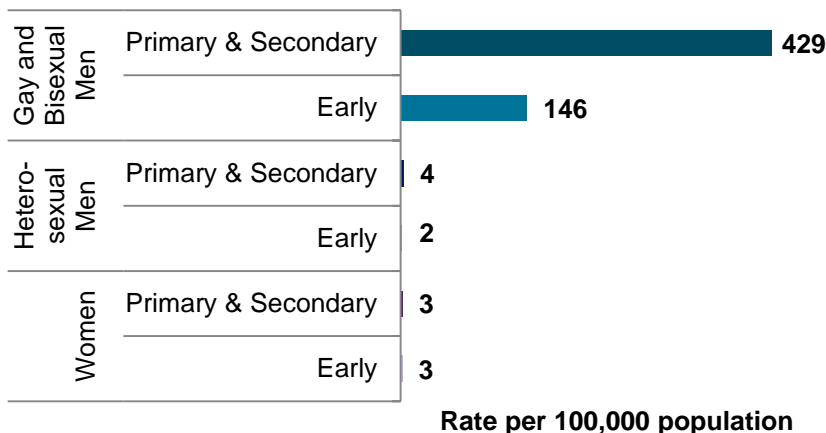 Gay and
Bisexual
Men
Primary & Secondary
429
Early
146
Hetero-
sexual
Men
Primary & Secondary
4
Early
2
Women
Primary & Secondary
3
Early
3
Rate per 100,000 population